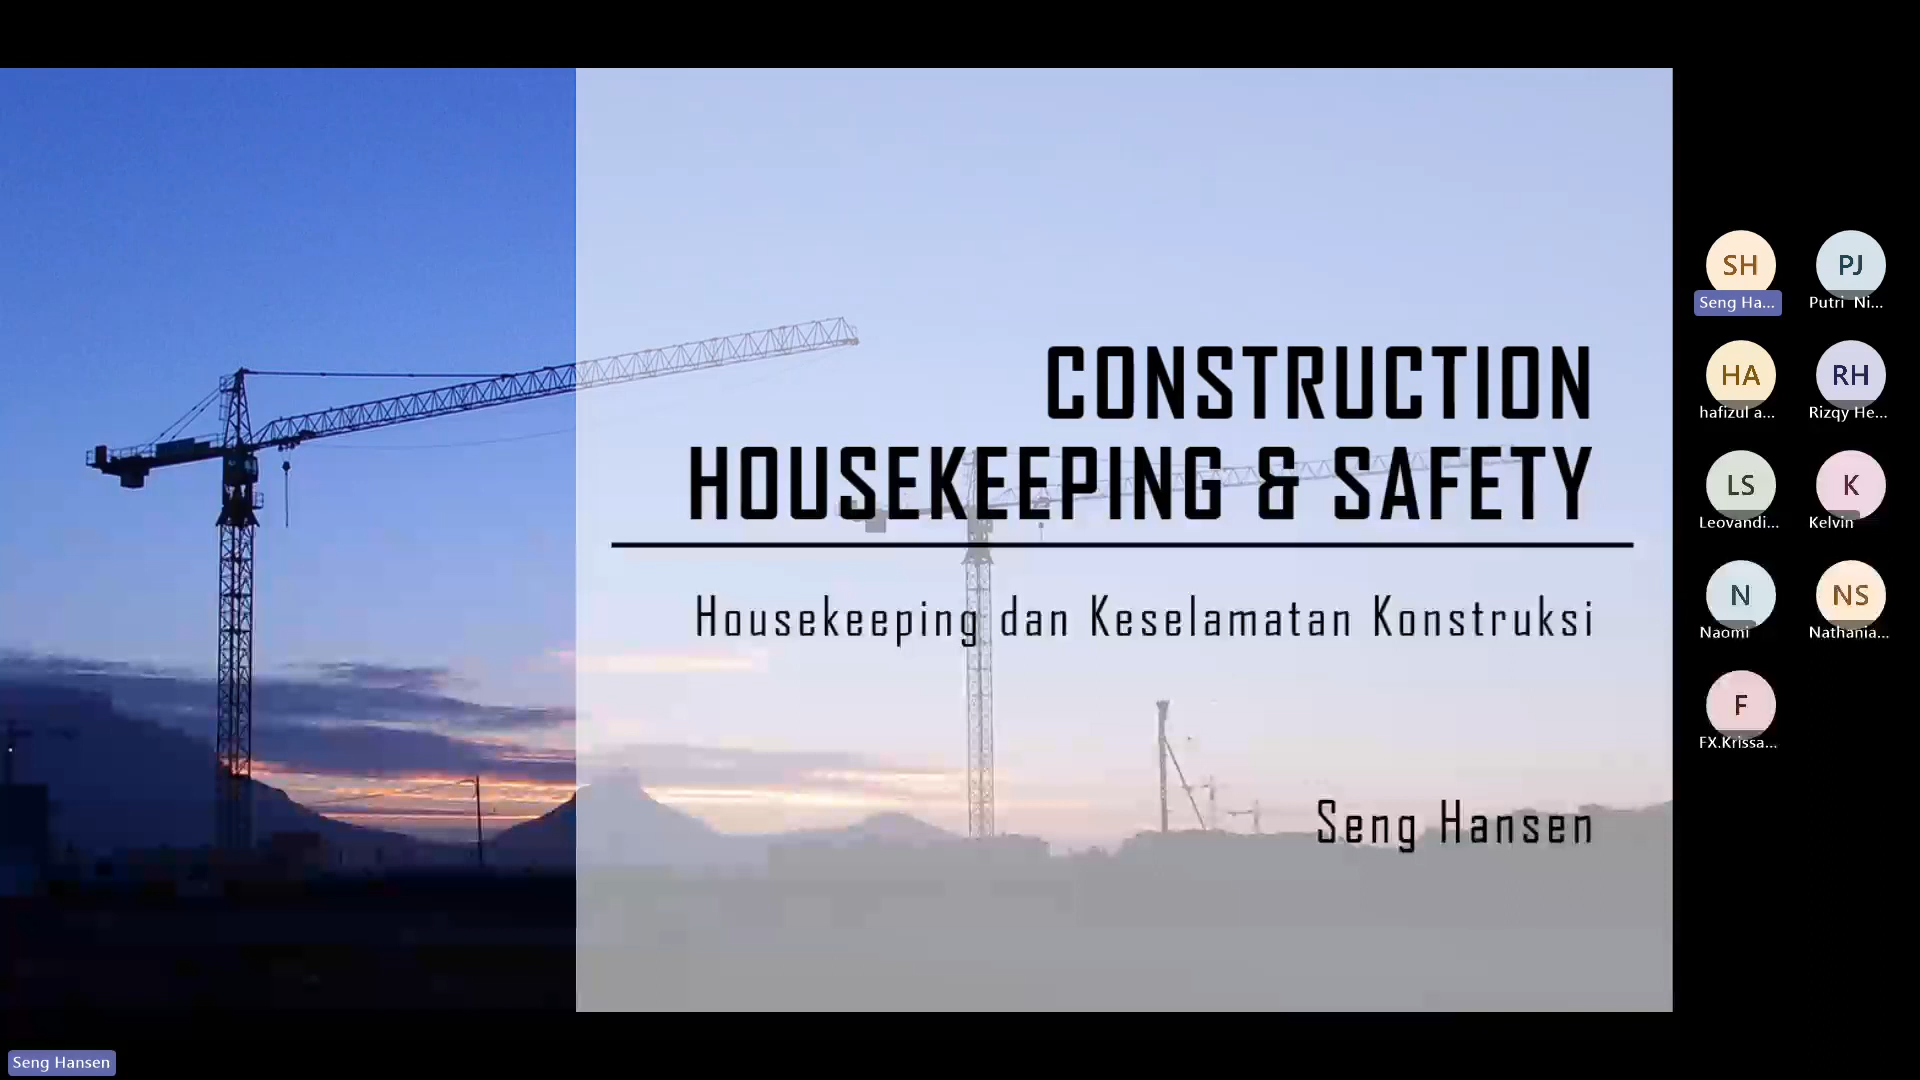 CONSTRUCTION
HOUSEKEEPING & SAFETY
Housekeeping dan Keselamatan Konstruksi
Seng Hansen
SH
PJ
Seng Ha...
Putri Ni...
HA
RH
hafizul a...
Rizqy He...
LS
K
Leovandi...
Kelvin
N
NS
Naomi
Nathania...
F
FX.Krissa...
Seng Hansen